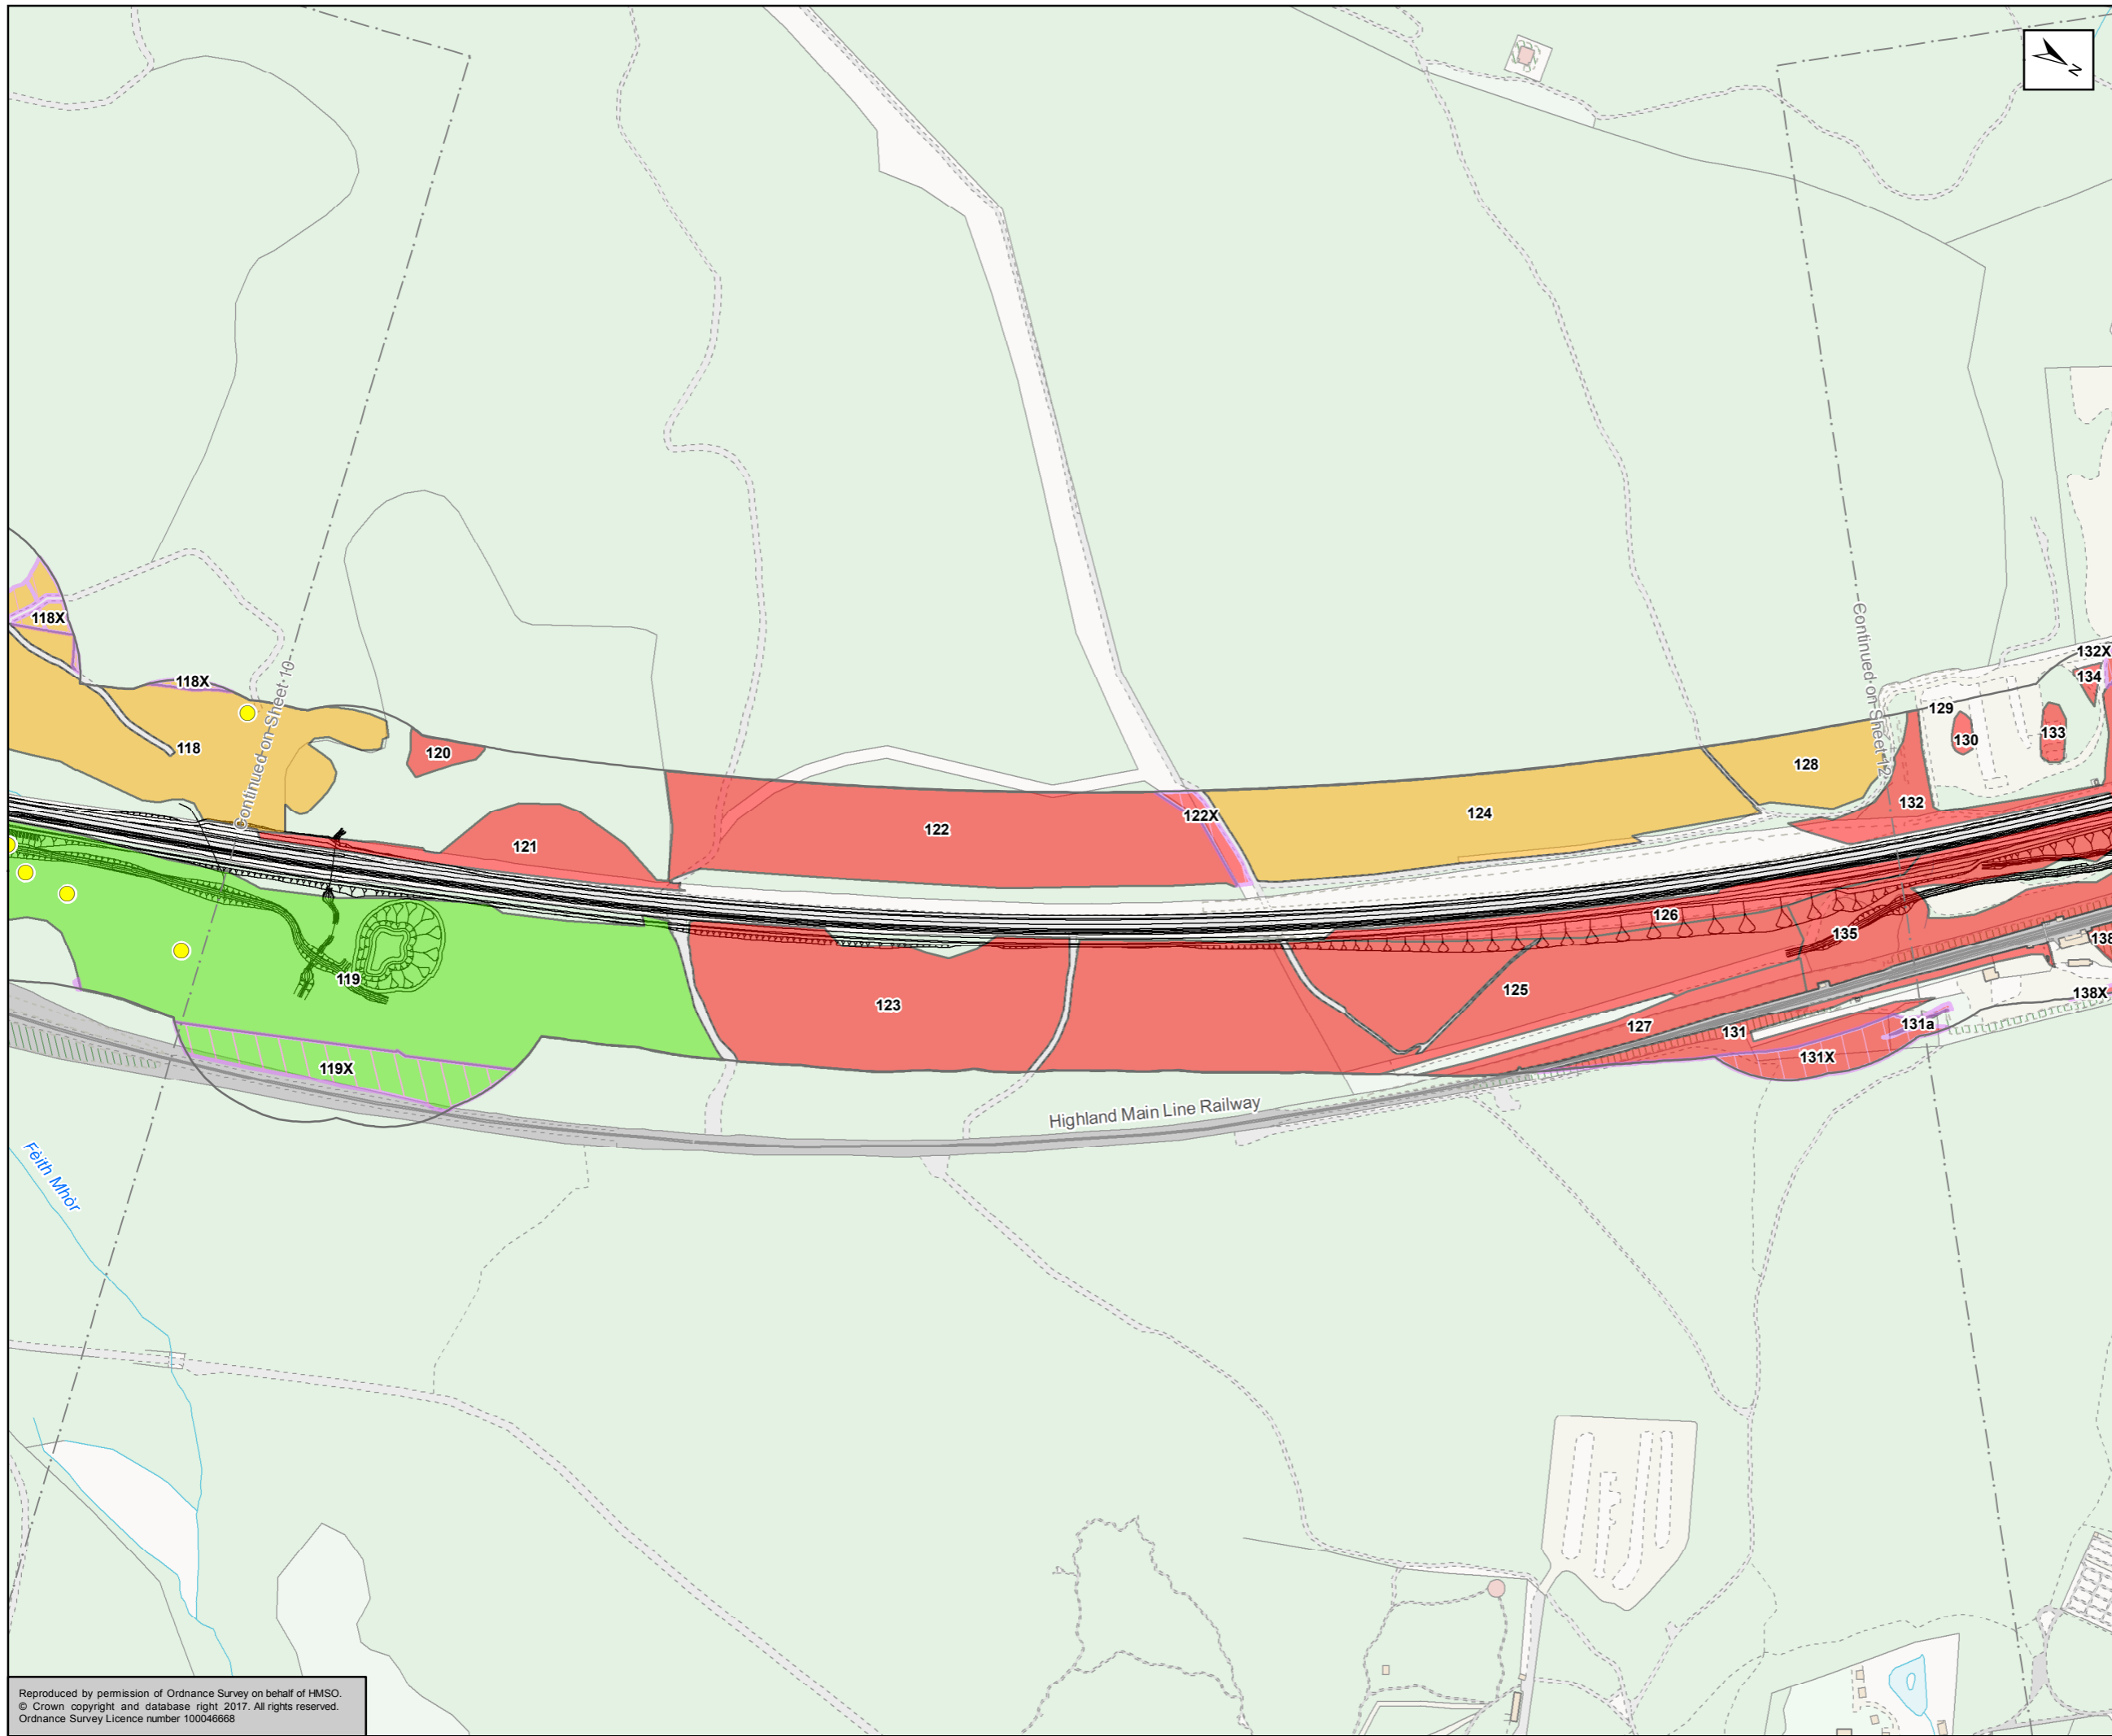 N
118X
118X
118
Continued on Sheet 10
120
121
122
122X
124
128
Continued on Sheet 12
129
130
132
132X
134
133
126
135
138
119
123
125
127
131
131a
138X
131X
119X
Highland Main Line Railway
Fèith Mhòr
Reproduced by permission of Ordnance Survey on behalf of HMSO.
© Crown copyright and database right 2017. All rights reserved.
Ordnance Survey Licence number 100046668